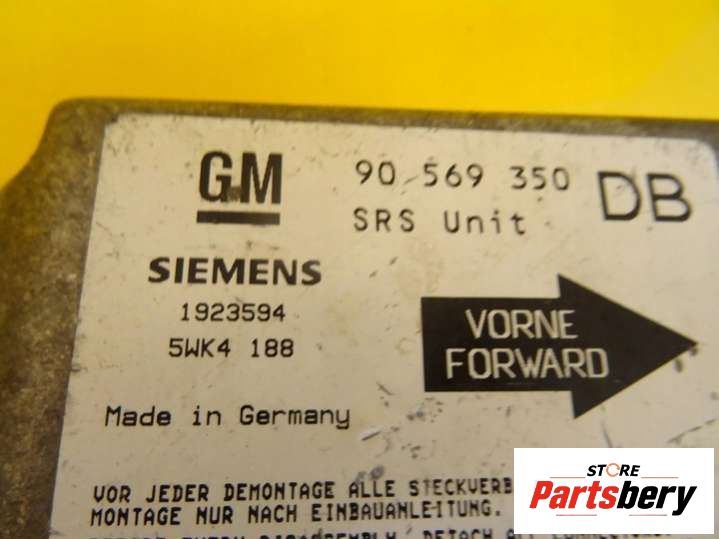 GM
90 569 350 DB
SRS Unit
SIEMENS
1923594
5WK4 188
VORNE
FORWARD
Made in Germany
VOR JEDER DEMONTAGE ALLE STECKVERB
MONTAGE NUR NACH EINBAUANLEITUNG.
STORE
Partsbery